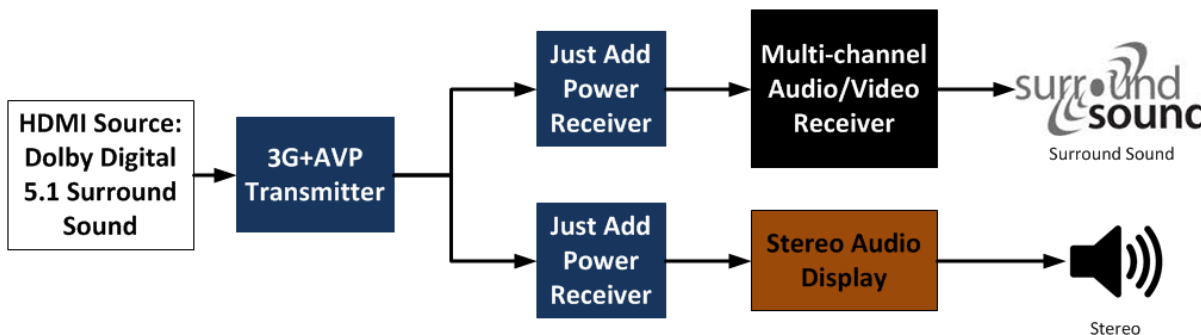 HDMI Source:
Dolby Digital
5.1 Surround
Sound
3G+AVP
Transmitter
Just Add
Power
Receiver
Multi-channel
Audio/Video
Receiver
surround
sound
Surround Sound
Just Add
Power
Receiver
Stereo Audio
Display
Stereo